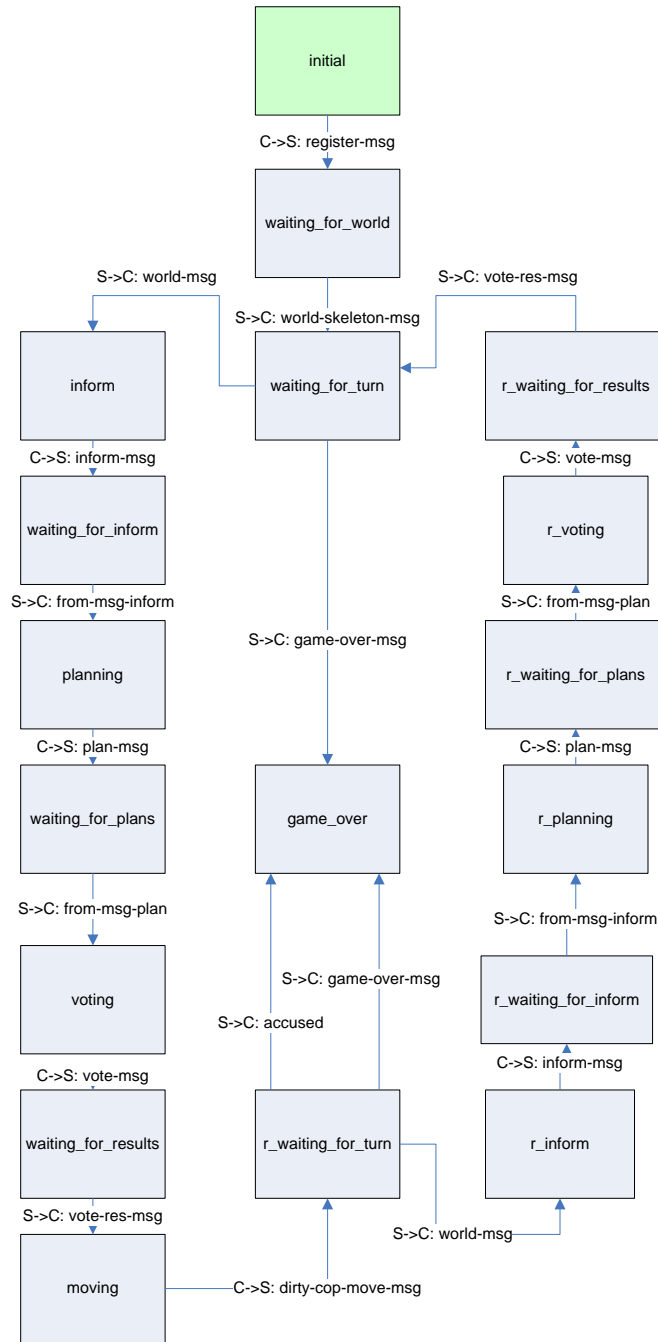 initial
C->S: register-msg
waiting_for_world
S->C: world-msg
S->C: vote-res-msg
S->C: world-skeleton-msg
inform
waiting_for_turn
r_waiting_for_results
C->S: inform-msg
C->S: vote-msg
waiting_for_inform
r_voting
S->C: from-msg-inform
S->C: from-msg-plan
S->C: game-over-msg
planning
r_waiting_for_plans
C->S: plan-msg
C->S: plan-msg
waiting_for_plans
game_over
r_planning
S->C: from-msg-plan
S->C: from-msg-inform
S->C: game-over-msg
voting
r_waiting_for_inform
S->C: accused
C->S: vote-msg
C->S: inform-msg
waiting_for_results
r_waiting_for_turn
r_inform
S->C: vote-res-msg
S->C: world-msg
moving
C->S: dirty-cop-move-msg